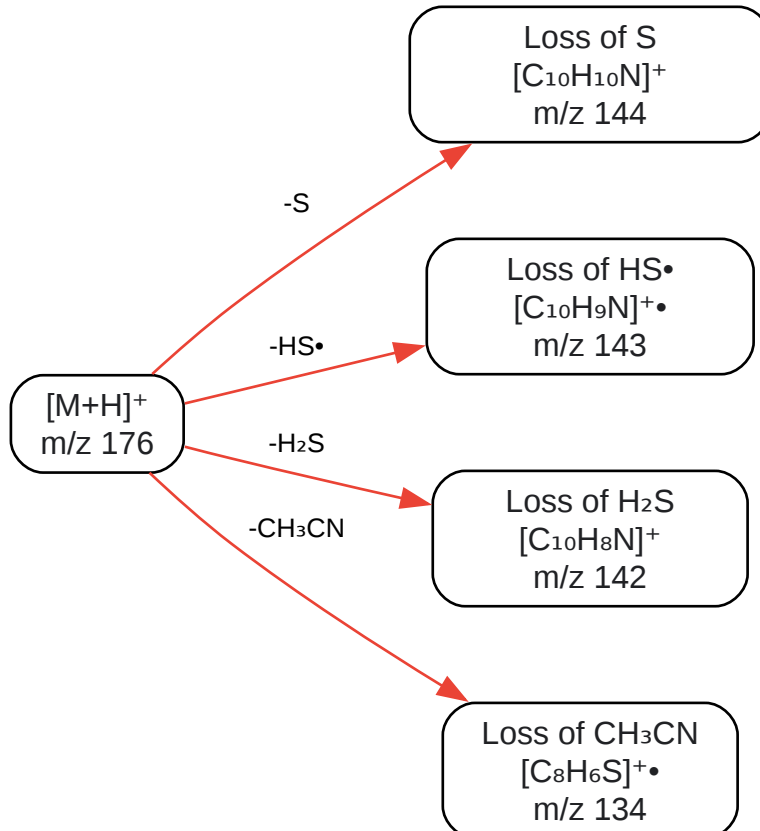 Loss of S
[C₁₀H₁₀N]⁺
m/z 144
-S
Loss of HS•
[C₁₀H₉N]⁺•
m/z 143
-HS•
[M+H]⁺
m/z 176
-H₂S
Loss of H₂S
[C₁₀H₈N]⁺
m/z 142
-CH₃CN
Loss of CH₃CN
[C₈H₆S]⁺•
m/z 134